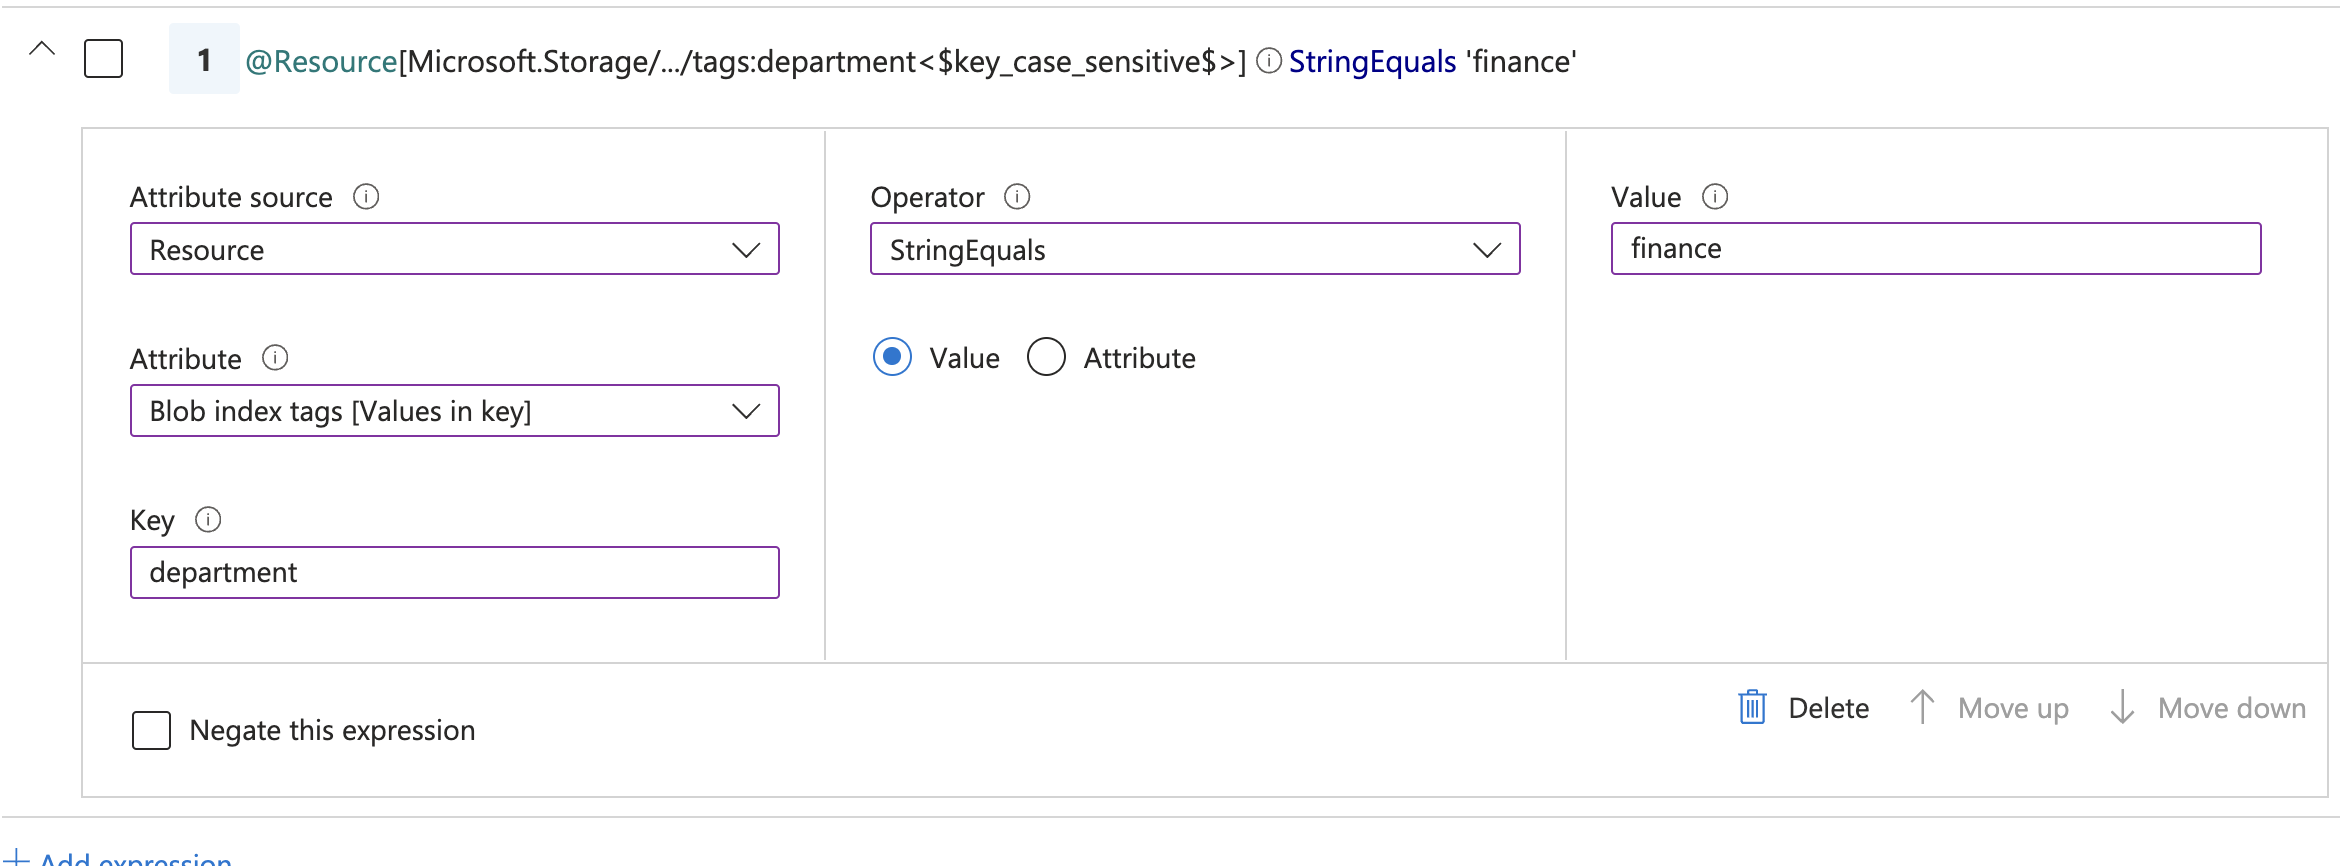 1 @Resource[Microsoft.Storage/.../tags:department<$key_case_sensitive$>] StringEquals 'finance'
Attribute source
Resource
Attribute
Blob index tags [Values in key]
Key
department
Operator
StringEquals
Value Attribute
Value
finance
Negate this expression
Delete Move up Move down
Add expression